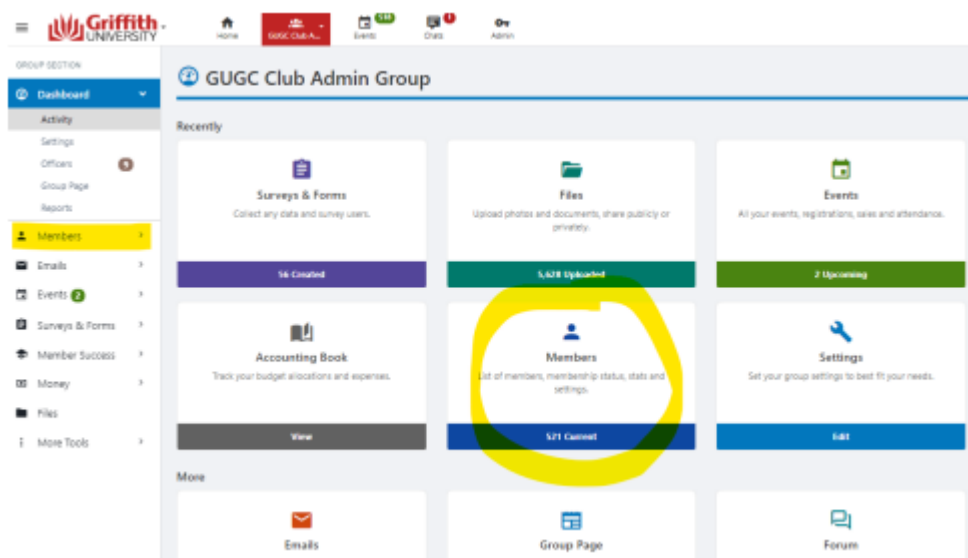 Griffith
UNIVERSITY
Home
GUGC Club A...
Events
Chats
Admin
GROUP SECTION
Dashboard
Activity
Settings
Officers
Group Page
Reports
Members
Emails
Events 2
Surveys & Forms
Member Success
Money
Files
More Tools
GUGC Club Admin Group
Recently
Surveys & Forms
Collect any data and survey users.
56 Created
Files
Upload photos and documents, share publicly or
privately.
5,628 Uploaded
Events
All your events, registrations, sales and attendance.
2 Upcoming
Accounting Book
Track your budget allocations and expenses.
View
Members
List of members, membership status, stats and
settings.
521 Current
Settings
Set your group settings to best fit your needs.
Edit
More
Emails
Group Page
Forum